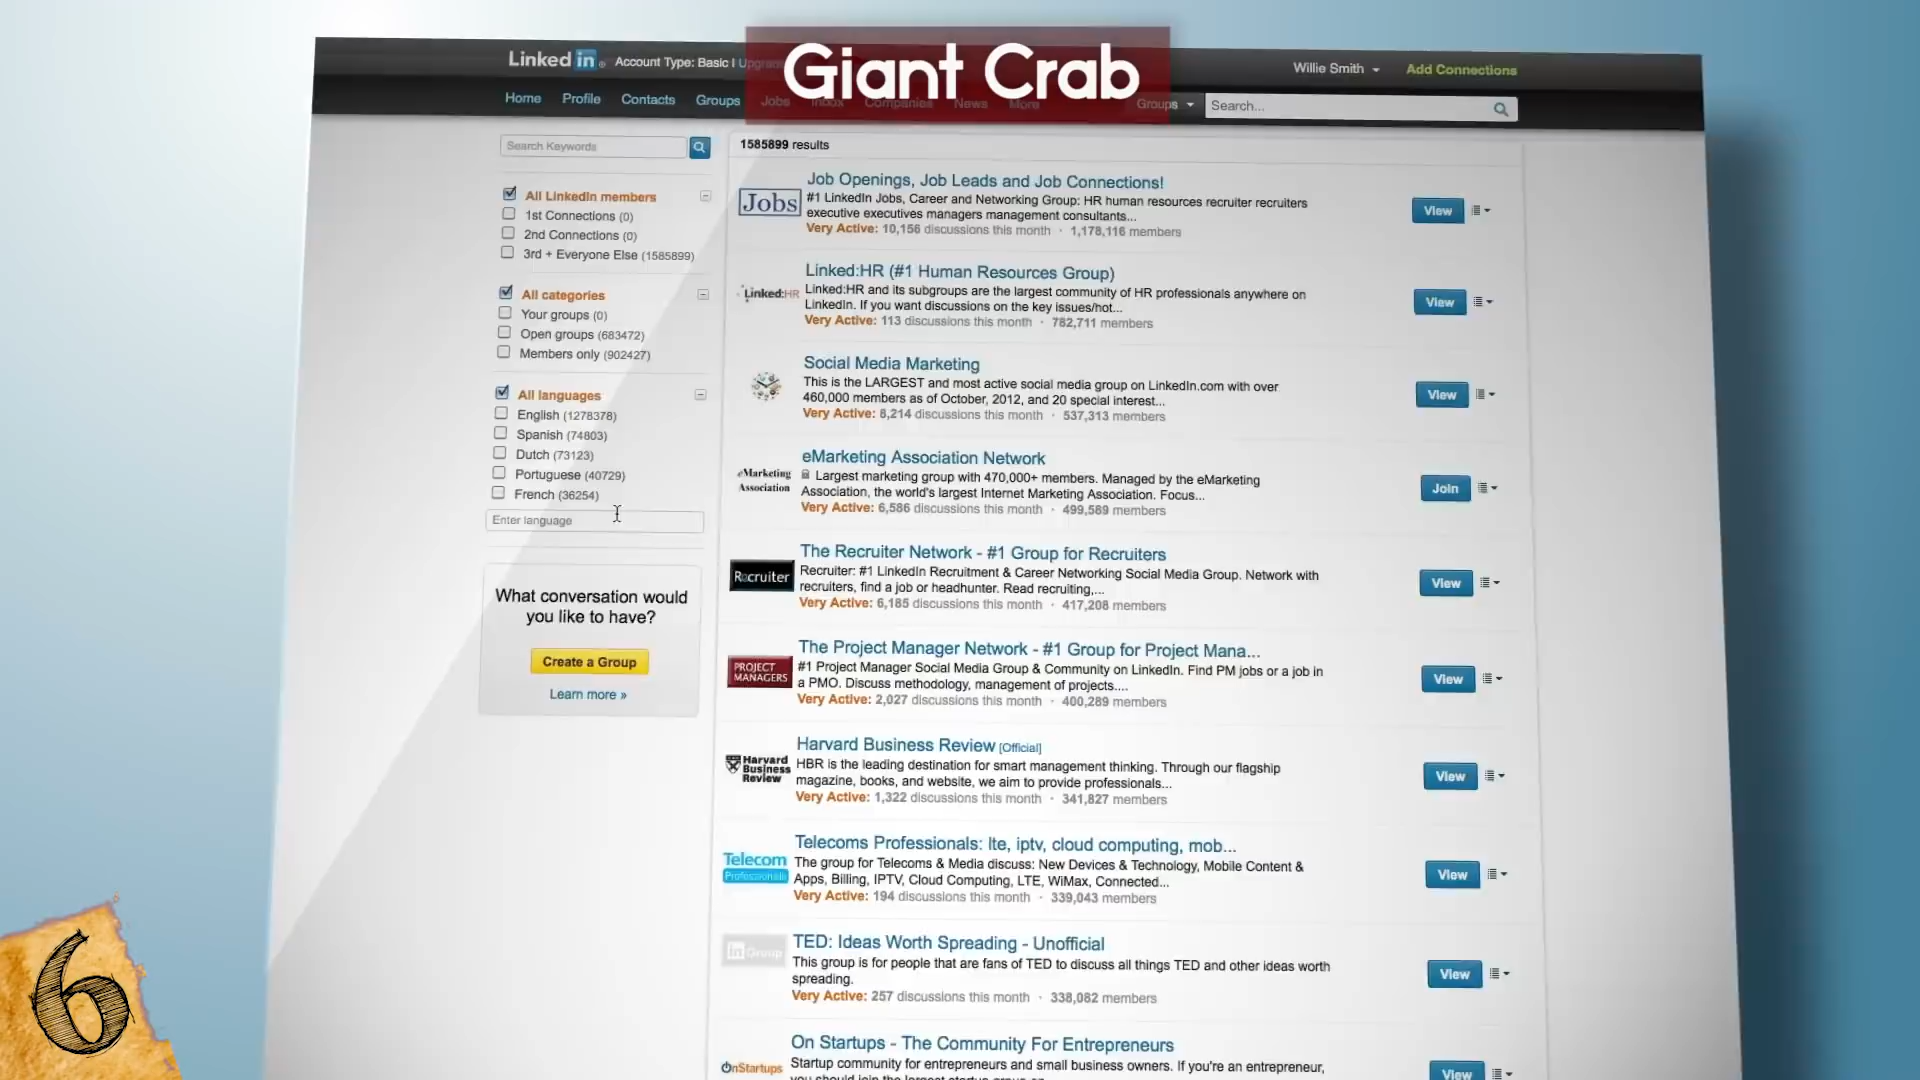 Giant Crab
Linked in Account Type: Basic |
Willie Smith
Add Connections
Home Profile Contacts Groups Jobs Inbox Companies News More
Groups
Search...
Search Keywords
All LinkedIn members
1st Connections (0)
2nd Connections (0)
3rd + Everyone Else (1585899)
All categories
Your groups (0)
Open groups (683472)
Members only (902427)
All languages
English (1278378)
Spanish (74803)
Dutch (73123)
Portuguese (40729)
French (36254)
Enter language
What conversation would
you like to have?
Create a Group
Learn more »
1585899 results
Jobs
Job Openings, Job Leads and Job Connections!
#1 LinkedIn Jobs, Career and Networking Group: HR human resources recruiter recruiters
executive executives managers management consultants...
Very Active: 10,156 discussions this month · 1,178,116 members
View
Linked:HR
Linked:HR (#1 Human Resources Group)
Linked:HR and its subgroups are the largest community of HR professionals anywhere on
LinkedIn. If you want discussions on the key issues/hot...
Very Active: 113 discussions this month · 782,711 members
View
Social Media Marketing
This is the LARGEST and most active social media group on LinkedIn.com with over
460,000 members as of October, 2012, and 20 special interest...
Very Active: 8,214 discussions this month · 537,313 members
View
eMarketing
Association
eMarketing Association Network
Largest marketing group with 470,000+ members. Managed by the eMarketing
Association, the world's largest Internet Marketing Association. Focus...
Very Active: 6,586 discussions this month · 499,589 members
Join
Recruiter
The Recruiter Network - #1 Group for Recruiters
Recruiter: #1 LinkedIn Recruitment & Career Networking Social Media Group. Network with
recruiters, find a job or headhunter. Read recruiting,...
Very Active: 6,185 discussions this month · 417,208 members
View
PROJECT
MANAGERS
The Project Manager Network - #1 Group for Project Mana...
#1 Project Manager Social Media Group & Community on LinkedIn. Find PM jobs or a job in
a PMO. Discuss methodology, management of projects....
Very Active: 2,027 discussions this month · 400,289 members
View
Harvard
Business
Review
Harvard Business Review [Official]
HBR is the leading destination for smart management thinking. Through our flagship
magazine, books, and website, we aim to provide professionals...
Very Active: 1,322 discussions this month · 341,827 members
View
Telecom
Professionals
Telecoms Professionals: lte, iptv, cloud computing, mob...
The group for Telecoms & Media discuss: New Devices & Technology, Mobile Content &
Apps, Billing, IPTV, Cloud Computing, LTE, WiMax, Connected...
Very Active: 194 discussions this month · 339,043 members
View
in Group
TED: Ideas Worth Spreading - Unofficial
This group is for people that are fans of TED to discuss all things TED and other ideas worth
spreading.
Very Active: 257 discussions this month · 338,082 members
View
OnStartups
On Startups - The Community For Entrepreneurs
Startup community for entrepreneurs and small business owners. If you're an entrepreneur,
View
6